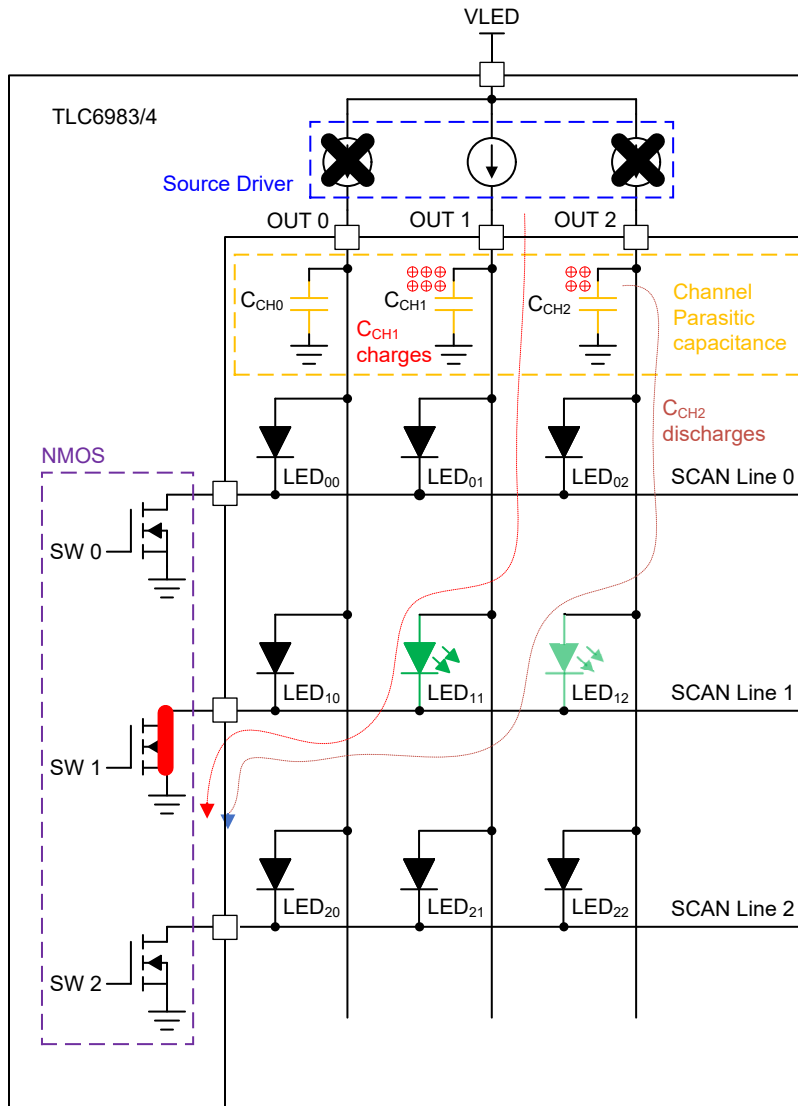 VLED
TLC6983/4
Source Driver
OUT 0
OUT 1
OUT 2
CCH0
CCH1
CCH2
Channel
Parasitic
capacitance
CCH1
charges
CCH2
discharges
NMOS
LED00
LED01
LED02
SCAN Line 0
SW 0
LED10
LED11
LED12
SCAN Line 1
SW 1
LED20
LED21
LED22
SCAN Line 2
SW 2